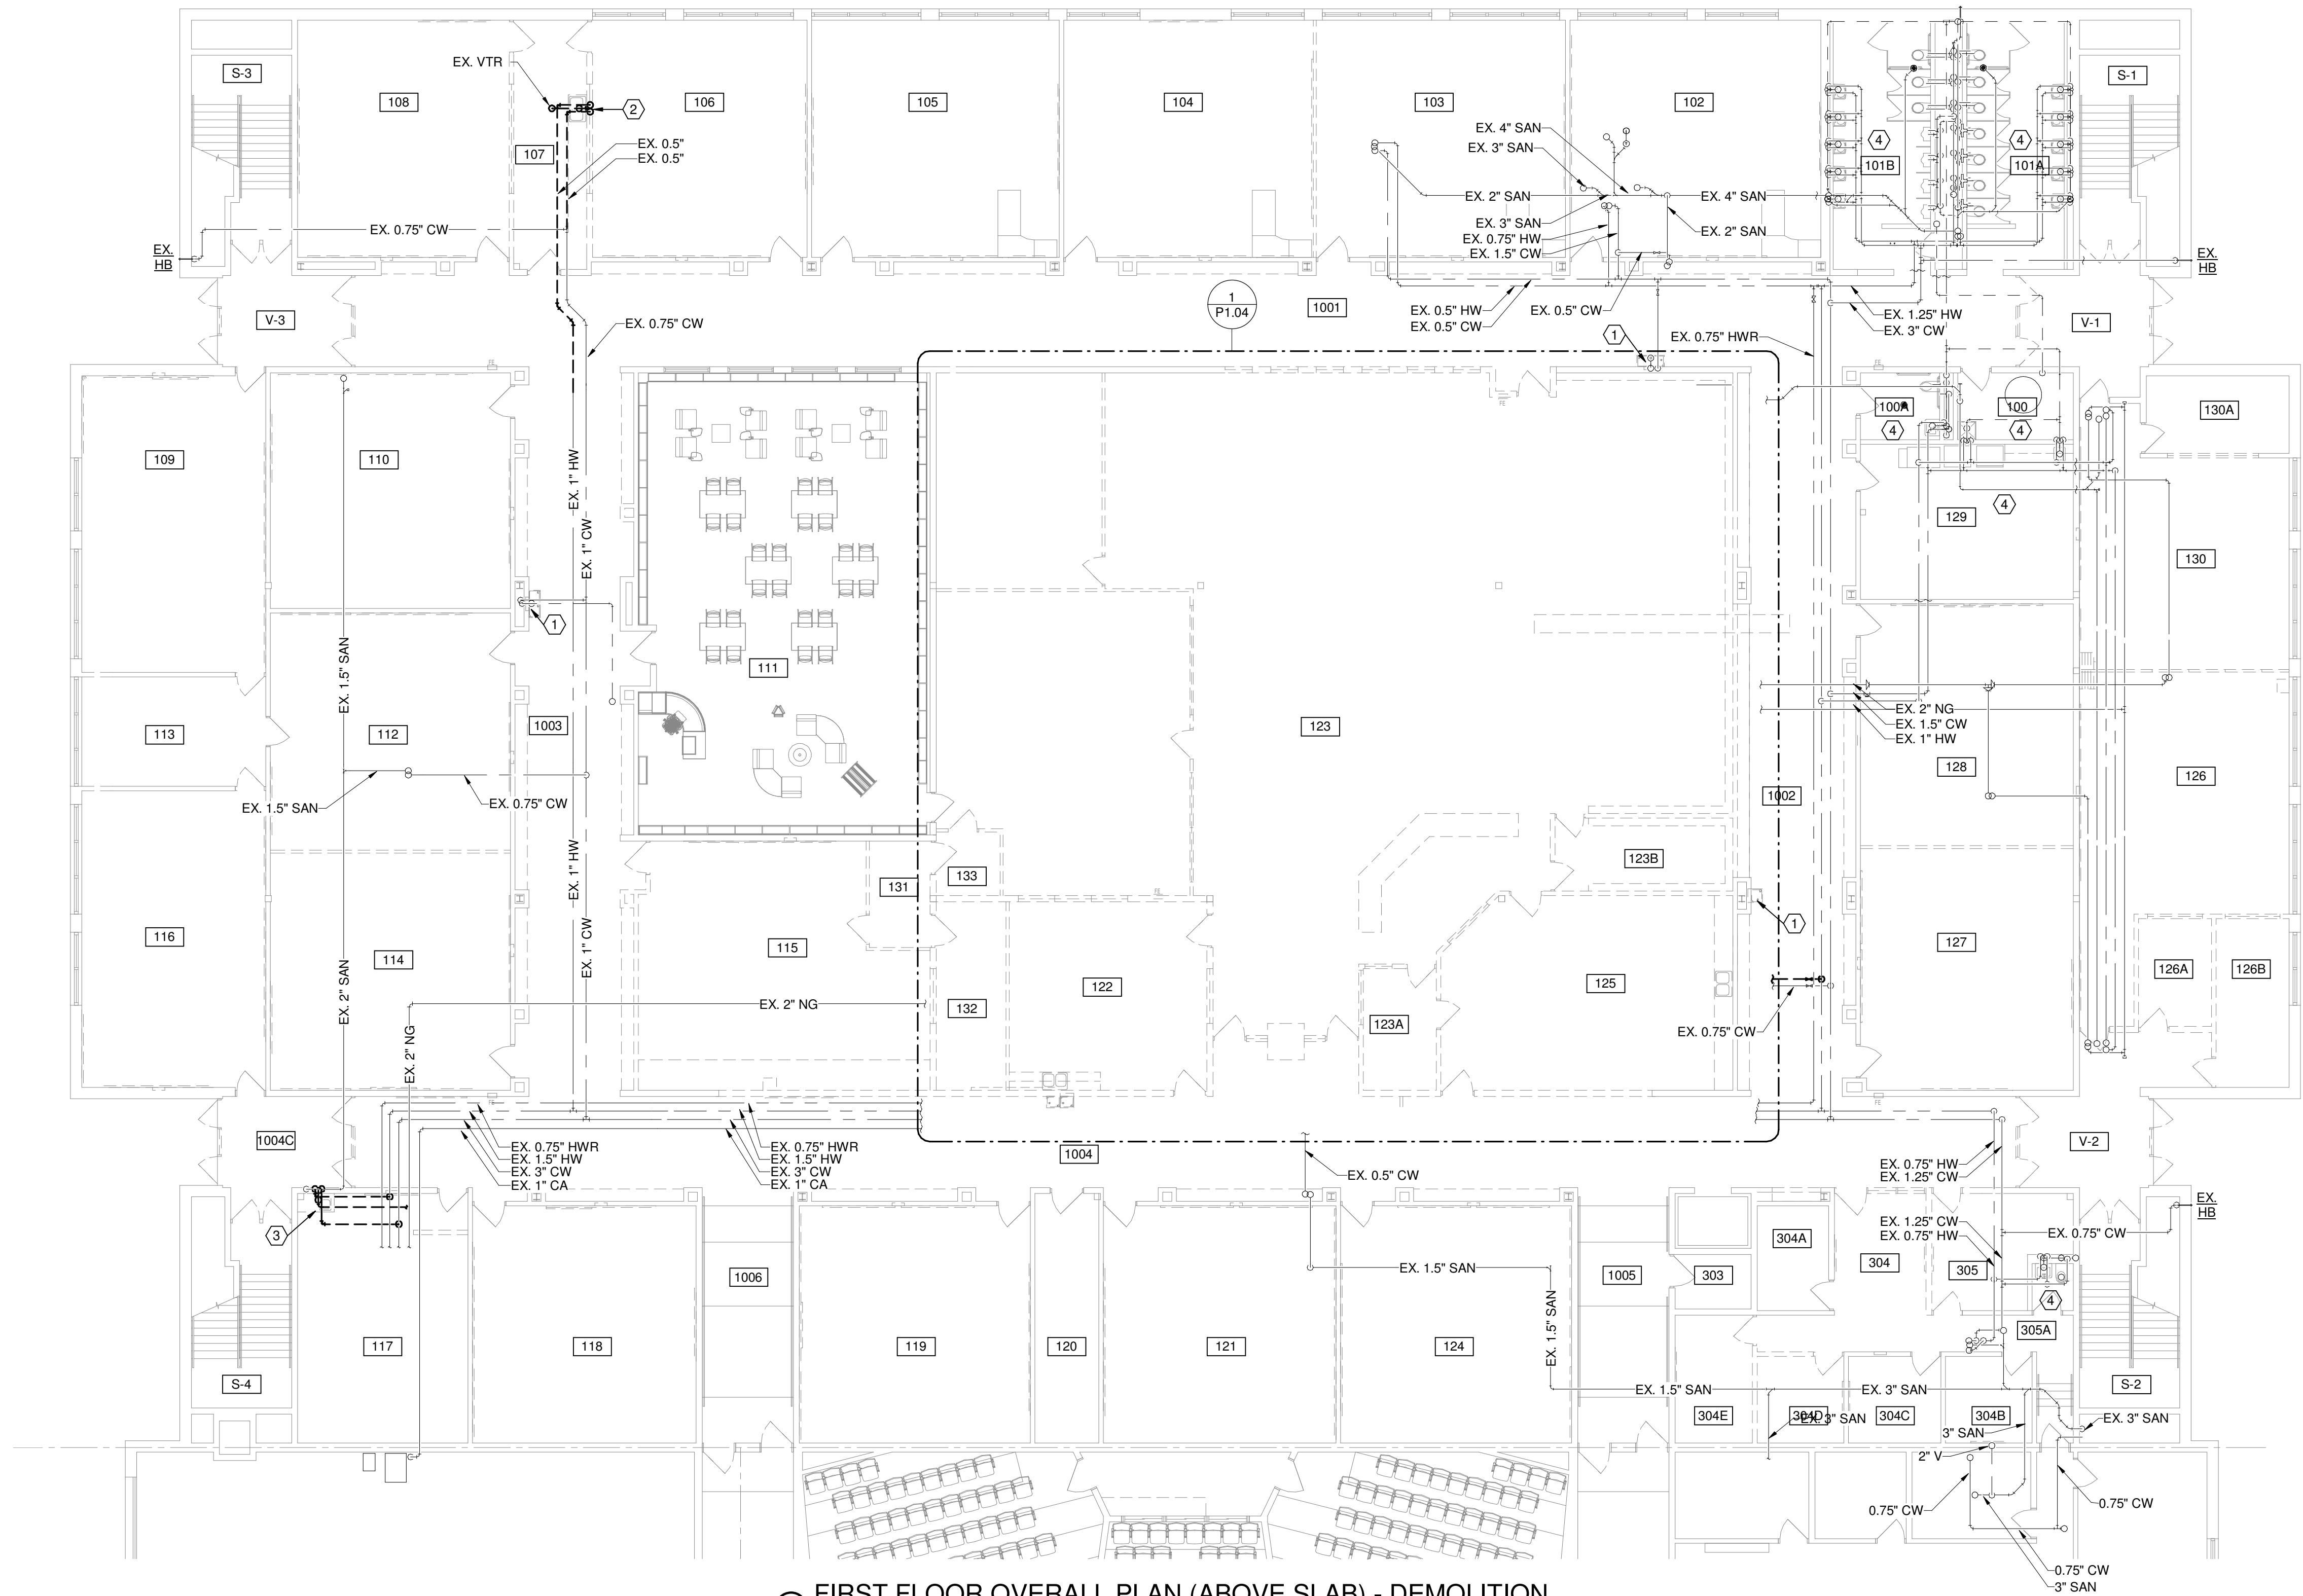 EX. VTR
S-3
108
106
2
105
104
103
102
S-1
EX. 4" SAN
EX. 3" SAN
4
101B
4
101A
107
EX. 0.5"
EX. 0.5"
EX. 2" SAN
EX. 4" SAN
EX. 3" SAN
EX. 0.75" HW
EX. 1.5" CW
EX. 2" SAN
EX. 0.75" CW
EX.
HB
EX.
HB
V-3
1
P1.04
1001
EX. 0.5" HW
EX. 0.5" CW
EX. 0.5" CW
EX. 1.25" HW
EX. 3" CW
V-1
EX. 0.75" CW
1
EX. 0.75" HWR
FE
FE
FE
100A
100
130A
4
4
109
110
EX. 1" HW
EX. 1" CW
129
4
130
1
111
EX. 1.5" SAN
113
112
1003
123
EX. 2" NG
EX. 1.5" CW
EX. 1" HW
128
126
1002
EX. 1.5" SAN
EX. 0.75" CW
EX. 1" HW
EX. 1" CW
131
133
FE
123B
1
116
114
EX. 2" SAN
115
127
126A
126B
EX. 2" NG
132
122
123A
125
EX. 0.75" CW
EX. 2" NG
FE
FE
1004C
EX. 0.75" HWR
EX. 1.5" HW
EX. 3" CW
EX. 1" CA
EX. 0.75" HWR
EX. 1.5" HW
EX. 3" CW
EX. 1" CA
1004
EX. 0.5" CW
V-2
EX. 0.75" HW
EX. 1.25" CW
EX.
HB
3
EX. 1.25" CW
EX. 0.75" HW
EX. 0.75" CW
304A
304
305
303
1005
1006
EX. 1.5" SAN
4
305A
EX. 1.5" SAN
117
118
119
120
121
124
S-4
S-2
EX. 1.5" SAN
EX. 3" SAN
304E
304D
EX. 3" SAN
304C
304B
EX. 3" SAN
3" SAN
2" V
0.75" CW
0.75" CW
0.75" CW
3" SAN
FIRST FLOOR OVERALL PLAN (ABOVE SLAB) - DEMOLITION